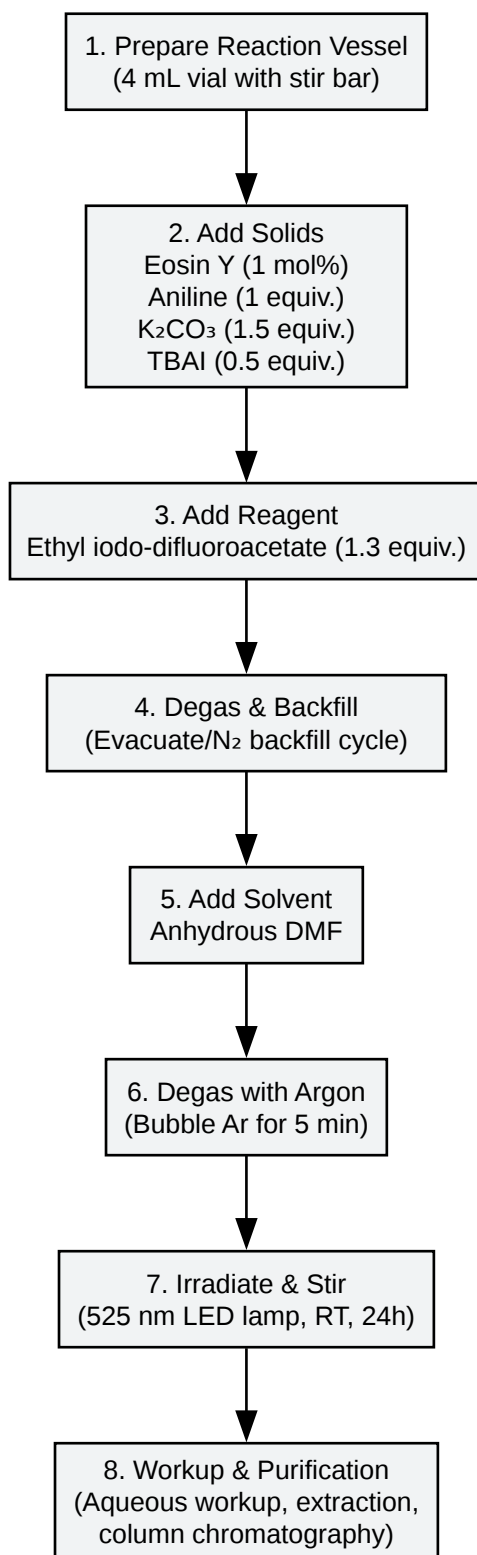 1. Prepare Reaction Vessel
(4 mL vial with stir bar)
2. Add Solids
Eosin Y (1 mol%)
Aniline (1 equiv.)
K₂CO₃ (1.5 equiv.)
TBAI (0.5 equiv.)
3. Add Reagent
Ethyl iodo-difluoroacetate (1.3 equiv.)
4. Degas & Backfill
(Evacuate/N₂ backfill cycle)
5. Add Solvent
Anhydrous DMF
6. Degas with Argon
(Bubble Ar for 5 min)
7. Irradiate & Stir
(525 nm LED lamp, RT, 24h)
8. Workup & Purification
(Aqueous workup, extraction,
column chromatography)